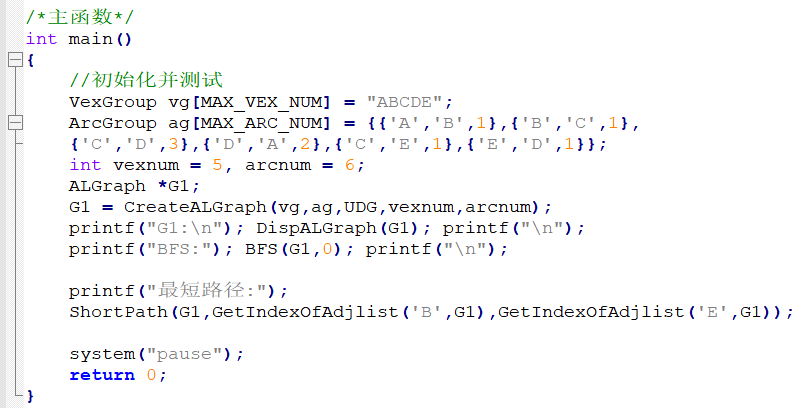 /*主函数*/
int main()
{
//初始化并测试
VexGroup vg[MAX_VEX_NUM] = "ABCDE";
ArcGroup ag[MAX_ARC_NUM] = {{'A','B',1},{'B','C',1},
{'C','D',3},{'D','A',2},{'C','E',1},{'E','D',1}};
int vexnum = 5, arcnum = 6;
ALGraph *G1;
G1 = CreateALGraph(vg,ag,UDG,vexnum,arcnum);
printf("G1:\n"); DispALGraph(G1); printf("\n");
printf("BFS:"); BFS(G1,0); printf("\n");
printf("最短路径:");
ShortPath(G1,GetIndexOfAdjlist('B',G1),GetIndexOfAdjlist('E',G1));
system("pause");
return 0;
}